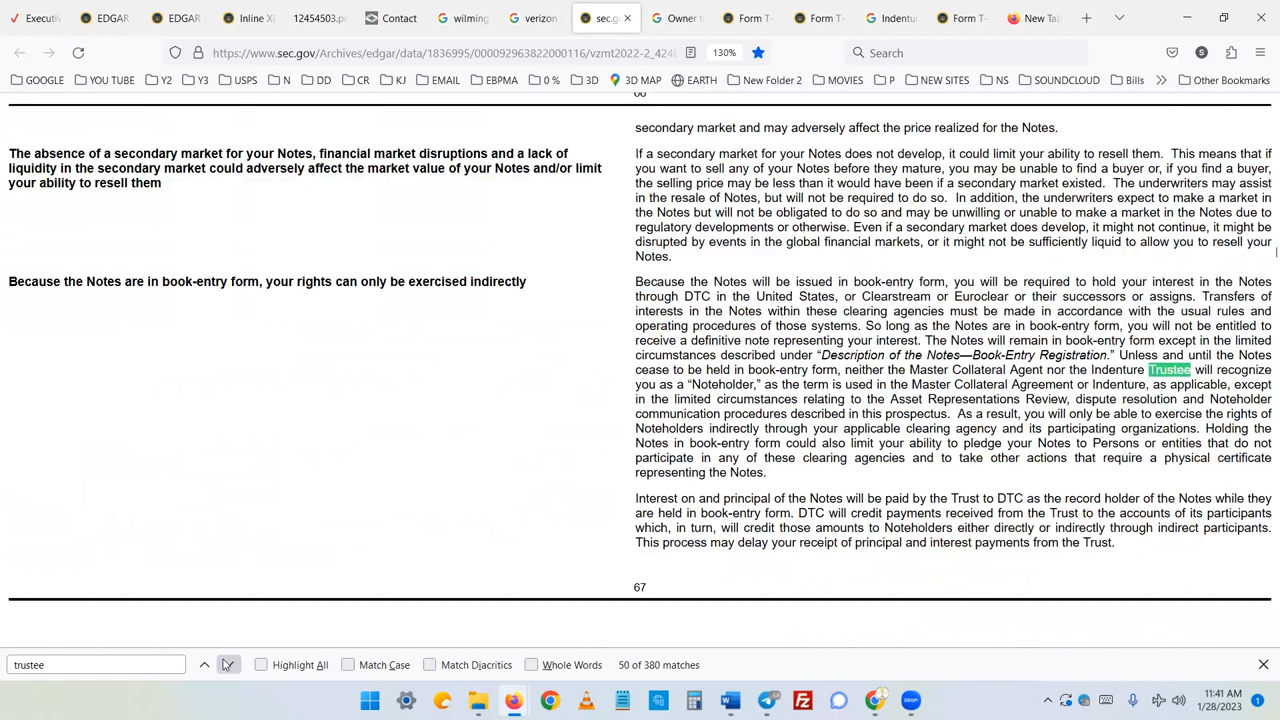 Executiv
EDGAR
EDGAR
Inline XI
12454503.p
Contact
wilming
verizon
sec.g
Owner t
Form T-
Form T-
Indentu
Form T-
New Tab
https://www.sec.gov/Archives/edgar/data/1836995/000092963822000116/vzmt2022-2_424
130%
Search
GOOGLE
YOU TUBE
Y2
Y3
USPS
N
DD
CR
KJ
EMAIL
EBPMA
0 %
3D
3D MAP
EARTH
New Folder 2
MOVIES
P
NEW SITES
NS
SOUNDCLOUD
Bills
Other Bookmarks
66
secondary market and may adversely affect the price realized for the Notes.
The absence of a secondary market for your Notes, financial market disruptions and a lack of
liquidity in the secondary market could adversely affect the market value of your Notes and/or limit
your ability to resell them
If a secondary market for your Notes does not develop, it could limit your ability to resell them. This means that if
you want to sell any of your Notes before they mature, you may be unable to find a buyer or, if you find a buyer,
the selling price may be less than it would have been if a secondary market existed. The underwriters may assist
in the resale of Notes, but will not be required to do so. In addition, the underwriters expect to make a market in
the Notes but will not be obligated to do so and may be unwilling or unable to make a market in the Notes due to
regulatory developments or otherwise. Even if a secondary market does develop, it might not continue, it might be
disrupted by events in the global financial markets, or it might not be sufficiently liquid to allow you to resell your
Notes.
Because the Notes are in book-entry form, your rights can only be exercised indirectly
Because the Notes will be issued in book-entry form, you will be required to hold your interest in the Notes
through DTC in the United States, or Clearstream or Euroclear or their successors or assigns. Transfers of
interests in the Notes within these clearing agencies must be made in accordance with the usual rules and
operating procedures of those systems. So long as the Notes are in book-entry form, you will not be entitled to
receive a definitive note representing your interest. The Notes will remain in book-entry form except in the limited
circumstances described under “Description of the Notes—Book-Entry Registration.” Unless and until the Notes
cease to be held in book-entry form, neither the Master Collateral Agent nor the Indenture Trustee will recognize
you as a “Noteholder,” as the term is used in the Master Collateral Agreement or Indenture, as applicable, except
in the limited circumstances relating to the Asset Representations Review, dispute resolution and Noteholder
communication procedures described in this prospectus. As a result, you will only be able to exercise the rights of
Noteholders indirectly through your applicable clearing agency and its participating organizations. Holding the
Notes in book-entry form could also limit your ability to pledge your Notes to Persons or entities that do not
participate in any of these clearing agencies and to take other actions that require a physical certificate
representing the Notes.
Interest on and principal of the Notes will be paid by the Trust to DTC as the record holder of the Notes while they
are held in book-entry form. DTC will credit payments received from the Trust to the accounts of its participants
which, in turn, will credit those amounts to Noteholders either directly or indirectly through indirect participants.
This process may delay your receipt of principal and interest payments from the Trust.
67
trustee
Highlight All
Match Case
Match Diacritics
Whole Words
50 of 380 matches
11:41 AM
1/28/2023